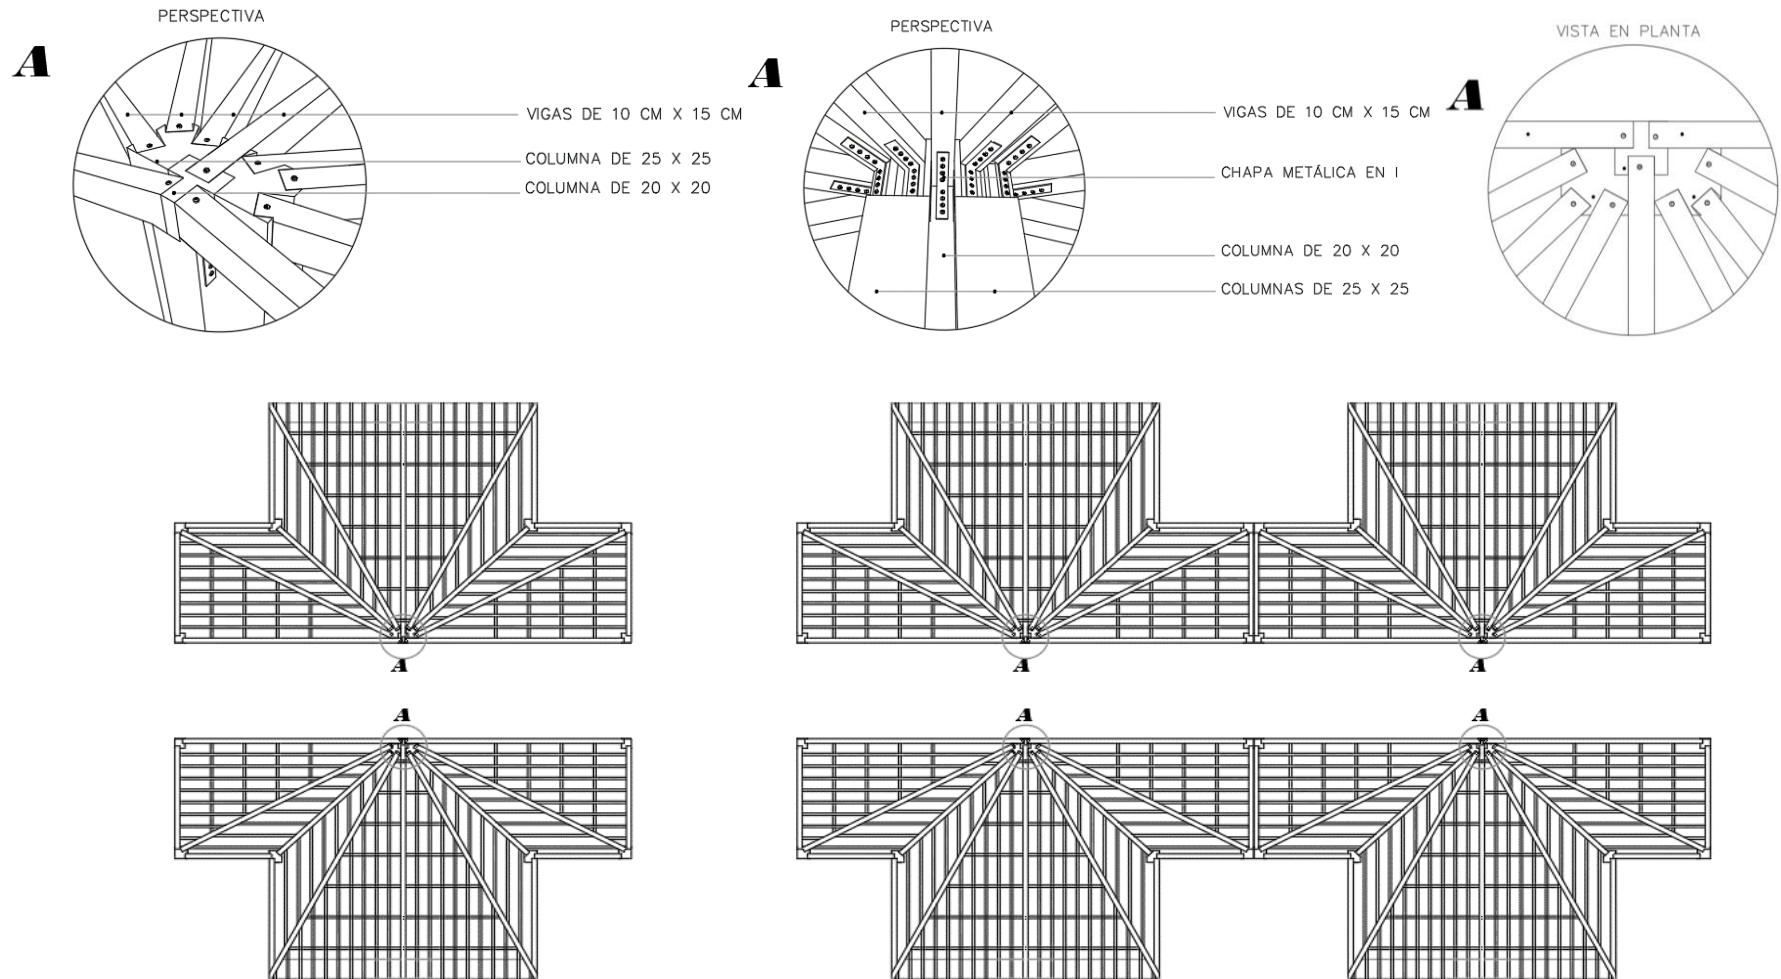 PERSPECTIVA
A
VIGAS DE 10 CM X 15 CM
COLUMNA DE 25 X 25
COLUMNA DE 20 X 20
PERSPECTIVA
A
VIGAS DE 10 CM X 15 CM
CHAPA METÁLICA EN I
COLUMNA DE 20 X 20
COLUMNAS DE 25 X 25
VISTA EN PLANTA
A
A
A
A
A
A
A